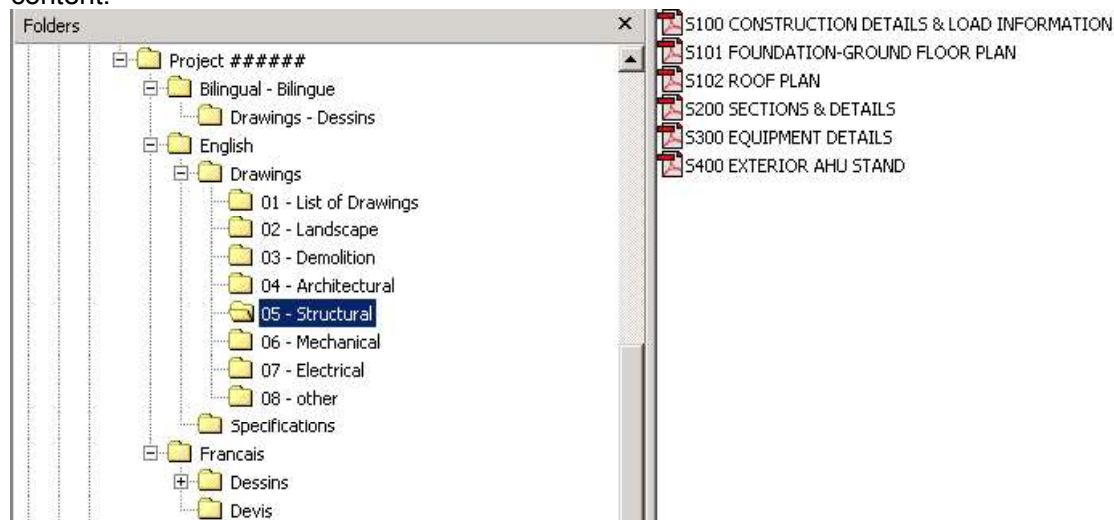 content.
Folders
Project ######
Bilingual - Bilingue
Drawings - Dessins
English
Drawings
01 - List of Drawings
02 - Landscape
03 - Demolition
04 - Architectural
05 - Structural
06 - Mechanical
07 - Electrical
08 - other
Specifications
Francais
Dessins
Devis
S100 CONSTRUCTION DETAILS & LOAD INFORMATION
S101 FOUNDATION-GROUND FLOOR PLAN
S102 ROOF PLAN
S200 SECTIONS & DETAILS
S300 EQUIPMENT DETAILS
S400 EXTERIOR AHU STAND